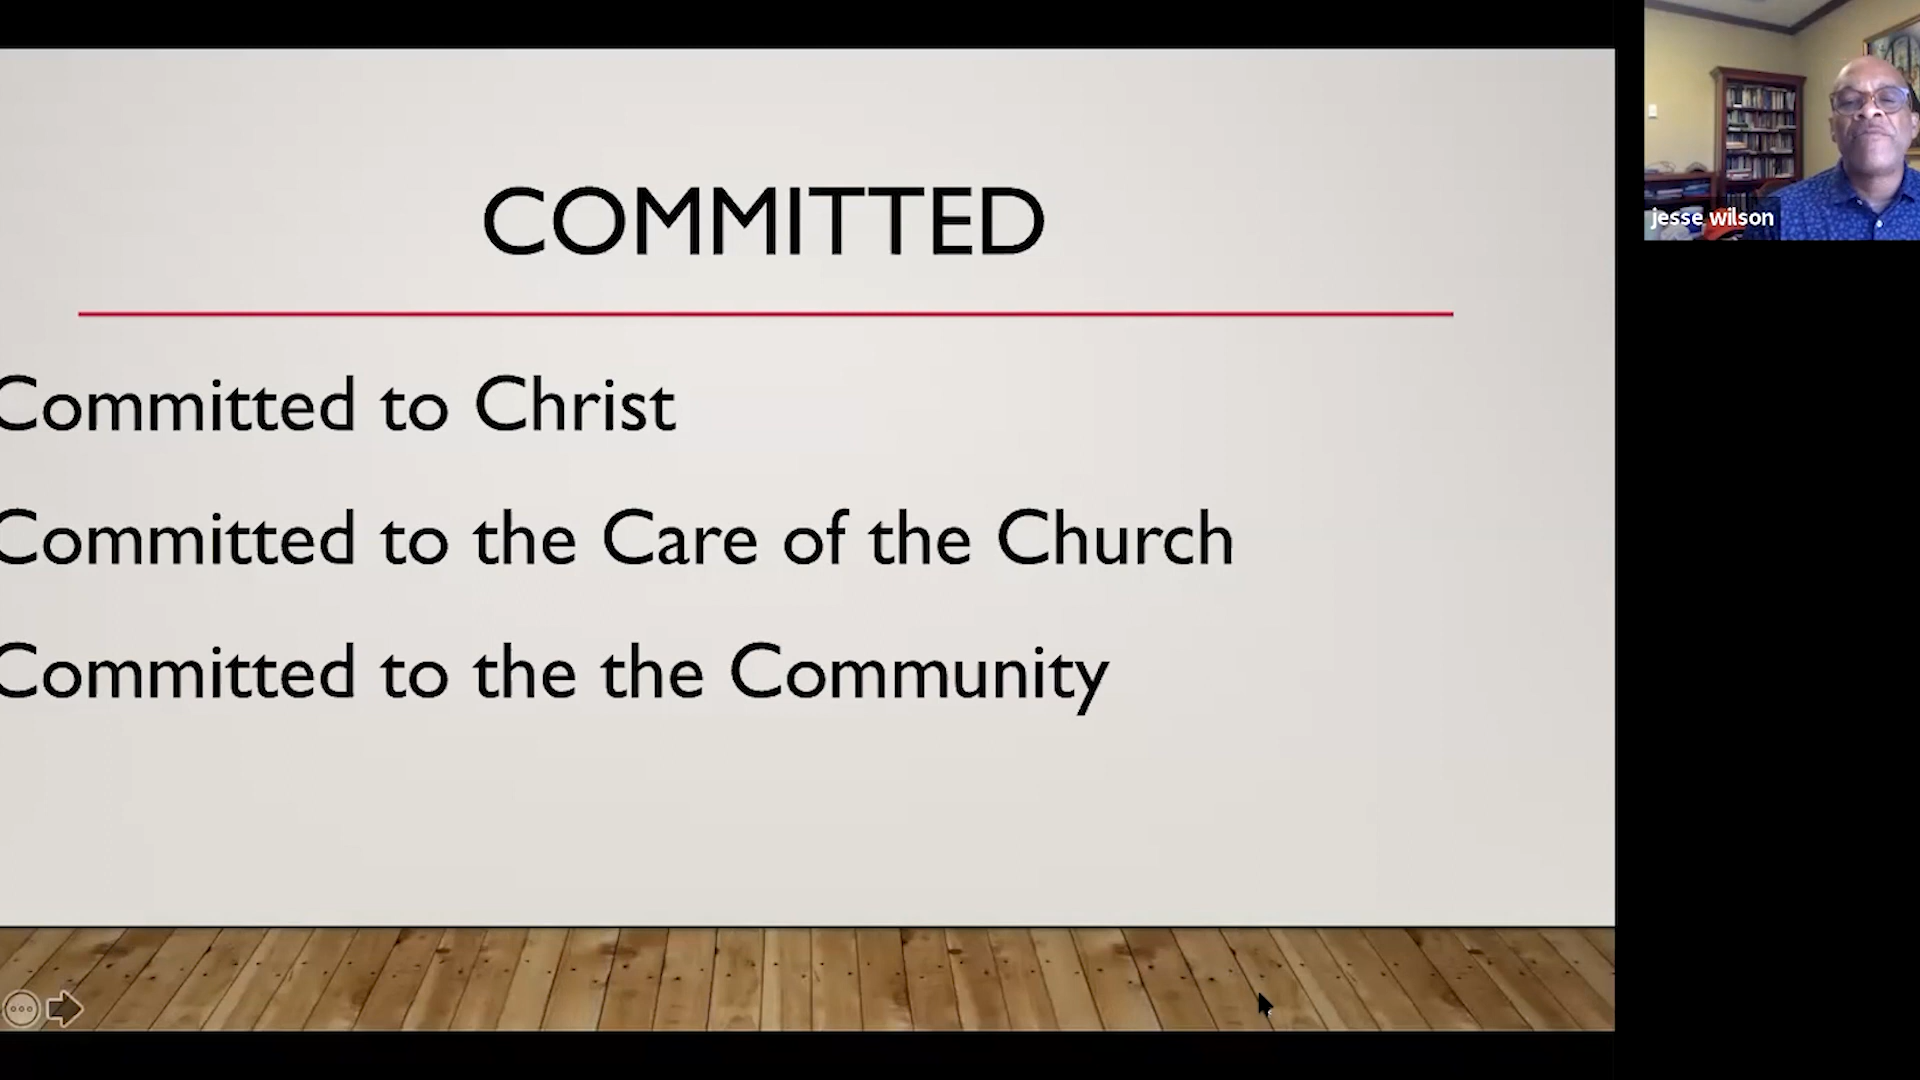 COMMITTED
Committed to Christ
Committed to the Care of the Church
Committed to the the Community
jesse wilson